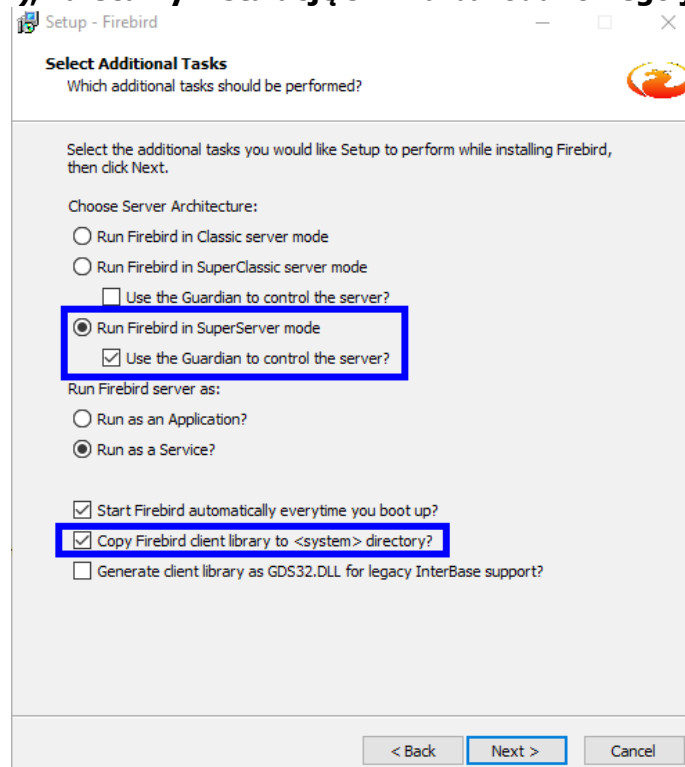 Setup - Firebird
Select Additional Tasks
Which additional tasks should be performed?
Select the additional tasks you would like Setup to perform while installing Firebird,
then click Next.
Choose Server Architecture:
Run Firebird in Classic server mode
Run Firebird in SuperClassic server mode
Use the Guardian to control the server?
Run Firebird in SuperServer mode
Use the Guardian to control the server?
Run Firebird server as:
Run as an Application?
Run as a Service?
Start Firebird automatically everytime you boot up?
Copy Firebird client library to <system> directory?
Generate client library as GDS32.DLL for legacy InterBase support?
< Back Next > Cancel